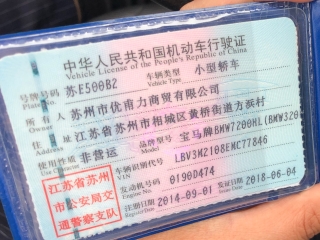 中华人民共和国机动车行驶证
Vehicle License of the People's Republic of China
号牌号码 苏E500B2 车辆类型 小型轿车
Plate No. Vehicle Type
所有人 苏州市优南力商贸有限公司
Owner
住址 江苏省苏州市相城区黄桥街道力浜村
Address
使用性质 非营运 品牌型号 宝马牌BMW7200HL(BMW320
Use Character Model
江苏省苏州 车辆识别代号 LBV3M2108EMC77846
VIN
市公安局交 发动机号码 0190D474
Engine No.
通警察支队 注册日期 2014-09-01 发证日期 2018-06-04
Register Date Issue Date